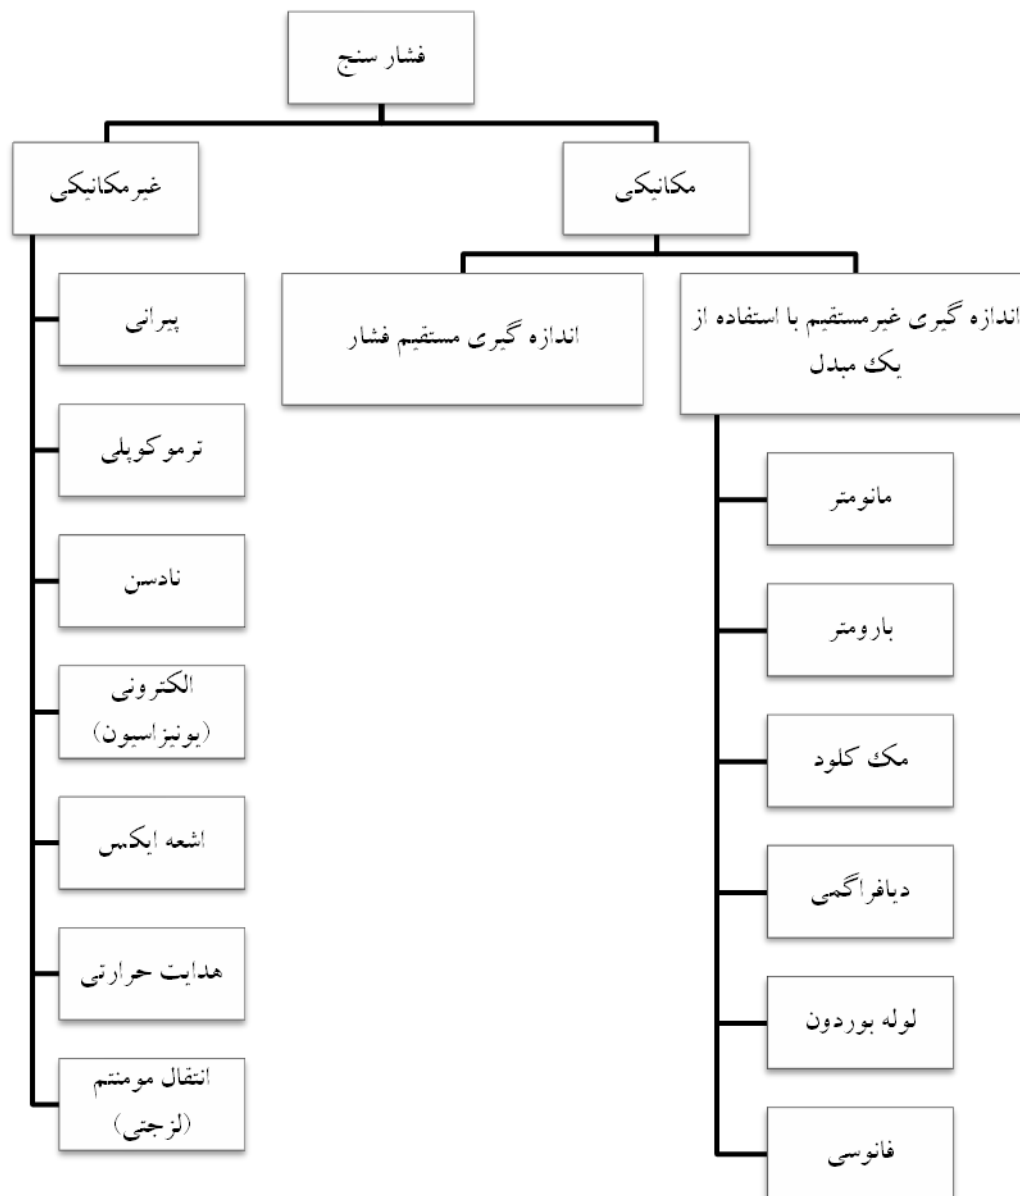 فشار سنج
مکانیکی
غیرمکانیکی
اندازه گیری غیرمستقیم با استفاده از
یک مبدل
اندازه گیری مستقیم فشار
مانومتر
بارومتر
مک کلود
دیافراگمی
لوله بوردون
فانوسی
پیرانی
ترموکوپلی
نادسن
الکترونی
(یونیزاسیون)
اشعه ایکس
هدایت حرارتی
انتقال مومنتم
(لزجتی)